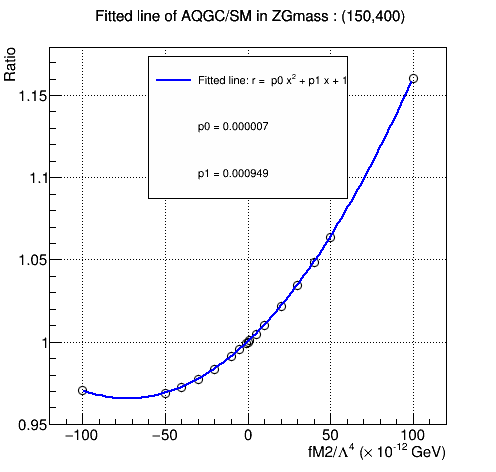 Fitted line of AQGC/SM in ZGmass : (150,400)
Ratio
Fitted line: r = p0 x² + p1 x + 1
p0 = 0.000007
p1 = 0.000949
1.15
1.1
1.05
1
0.95
−100 −50 0 50 100
fM2/Λ⁴ (× 10⁻¹² GeV)